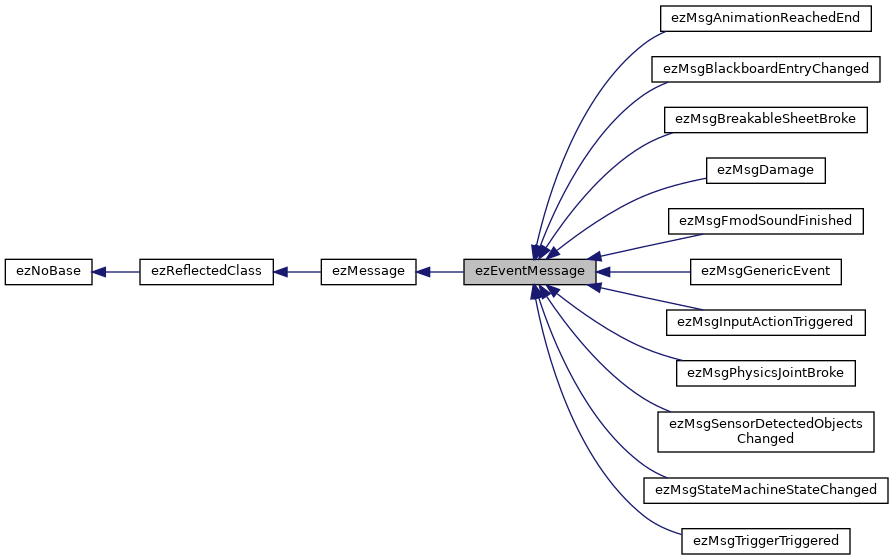 ezMsgAnimationReachedEnd
ezMsgBlackboardEntryChanged
ezMsgBreakableSheetBroke
ezMsgDamage
ezMsgFmodSoundFinished
ezNoBase
ezReflectedClass
ezMessage
ezEventMessage
ezMsgGenericEvent
ezMsgInputActionTriggered
ezMsgPhysicsJointBroke
ezMsgSensorDetectedObjects
Changed
ezMsgStateMachineStateChanged
ezMsgTriggerTriggered